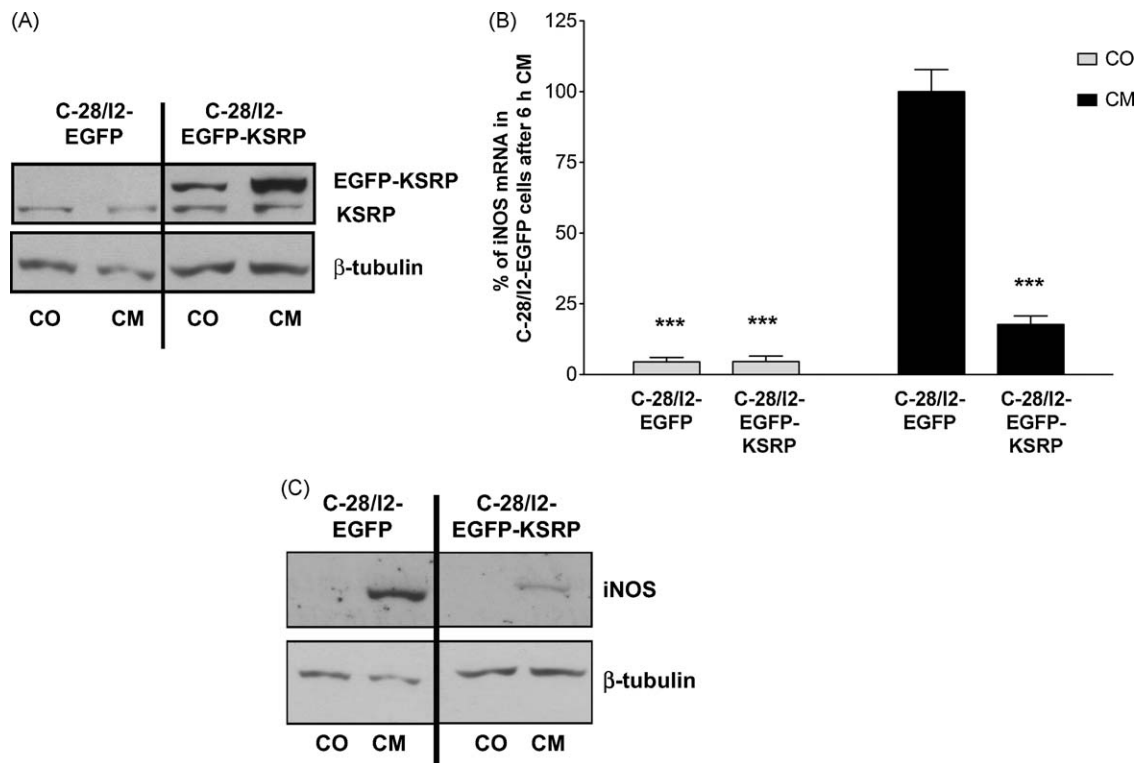 (A)
C-28/I2-
EGFP
C-28/I2-
EGFP-KSRP
EGFP-KSRP
KSRP
β-tubulin
CO CM CO CM
(B)
% of iNOS mRNA in
C-28/I2-EGFP cells after 6 h CM
125
100
75
50
25
0
CO
CM
*** *** ***
C-28/I2-
EGFP
C-28/I2-
EGFP-
KSRP
C-28/I2-
EGFP
C-28/I2-
EGFP-
KSRP
(C)
C-28/I2-
EGFP
C-28/I2-
EGFP-KSRP
iNOS
β-tubulin
CO CM CO CM